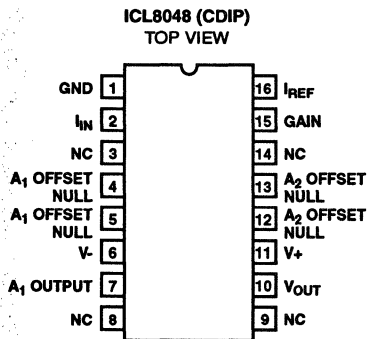 ICL8048 (CDIP)
TOP VIEW
GND 1
IIN 2
NC 3
A1 OFFSET
NULL 4
A1 OFFSET
NULL 5
V- 6
A1 OUTPUT 7
NC 8
16 IREF
15 GAIN
14 NC
13 A2 OFFSET
NULL
12 A2 OFFSET
NULL
11 V+
10 VOUT
9 NC